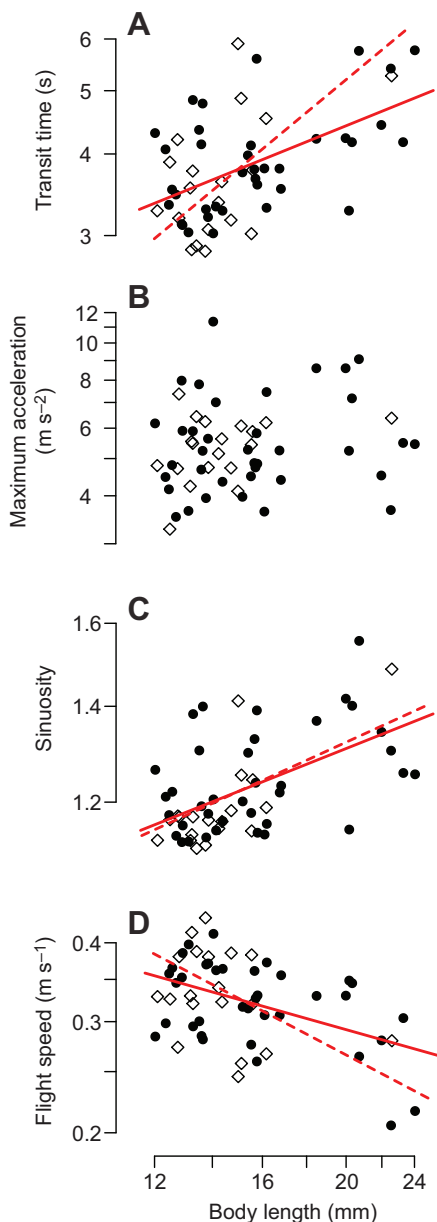 A
Transit time (s)
6
5
4
3
B
Maximum acceleration
(m s–2)
12
8
6
4
C
Sinuosity
1.6
1.4
1.2
D
Flight speed (m s–1)
0.4
0.3
0.2
12 14 16 20 24
Body length (mm)